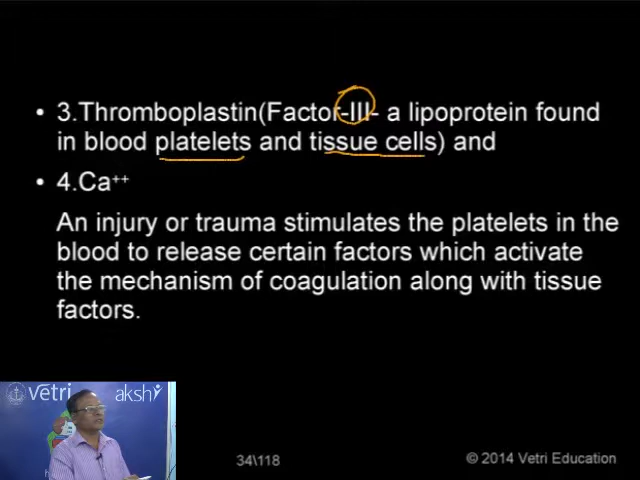 • 3.Thromboplastin(Factor-III- a lipoprotein found
in blood platelets and tissue cells) and
• 4.Ca++
An injury or trauma stimulates the platelets in the
blood to release certain factors which activate
the mechanism of coagulation along with tissue
factors.
Vetri akshY
34\118
© 2014 Vetri Education